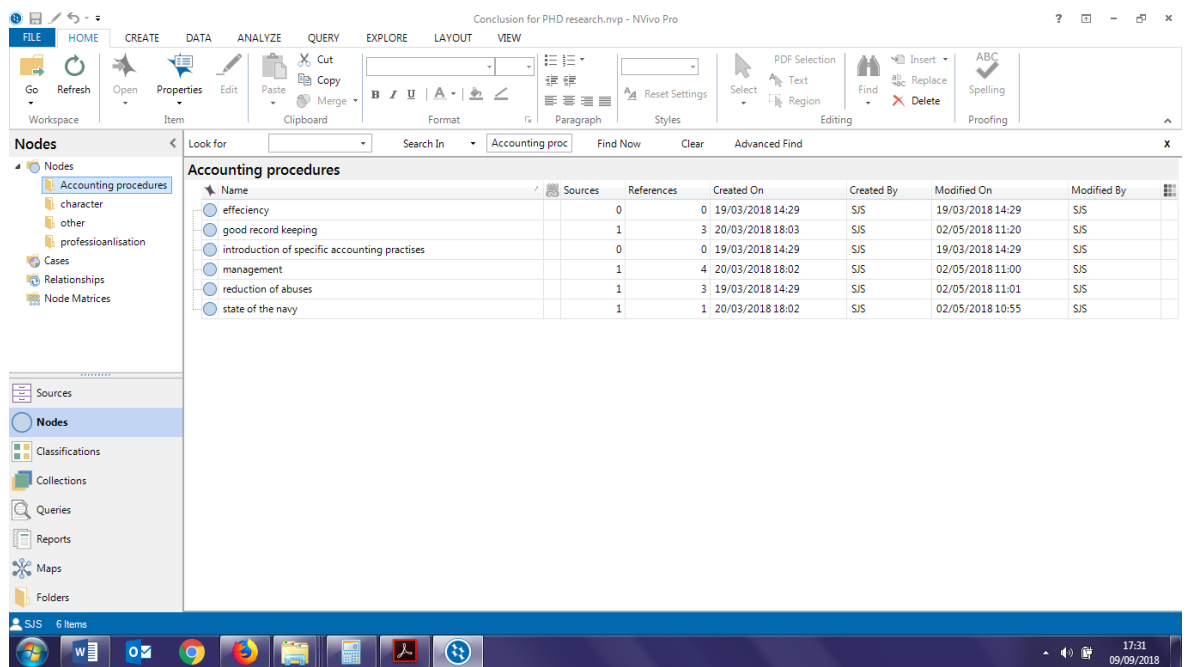 Conclusion for PHD research.nvp - NVivo Pro
FILE HOME CREATE DATA ANALYZE QUERY EXPLORE LAYOUT VIEW
Go Refresh Open Properties Edit Paste Cut Copy Merge
B I U A Reset Settings Select PDF Selection Text Region Find Insert Replace Delete ABC Spelling
Workspace Item Clipboard Format Paragraph Styles Editing Proofing
Nodes Look for Search In Accounting proc Find Now Clear Advanced Find x
Nodes
Accounting procedures
character
other
professioanlisation
Cases
Relationships
Node Matrices
Accounting procedures
Name Sources References Created On Created By Modified On Modified By
effeciency 0 0 19/03/2018 14:29 SJS 19/03/2018 14:29 SJS
good record keeping 1 3 20/03/2018 18:03 SJS 02/05/2018 11:20 SJS
introduction of specific accounting practises 0 0 19/03/2018 14:29 SJS 19/03/2018 14:29 SJS
management 1 4 20/03/2018 18:02 SJS 02/05/2018 11:00 SJS
reduction of abuses 1 3 19/03/2018 14:29 SJS 02/05/2018 11:01 SJS
state of the navy 1 1 20/03/2018 18:02 SJS 02/05/2018 10:55 SJS
Sources
Nodes
Classifications
Collections
Queries
Reports
Maps
Folders
SJS 6 Items
17:31
09/09/2018